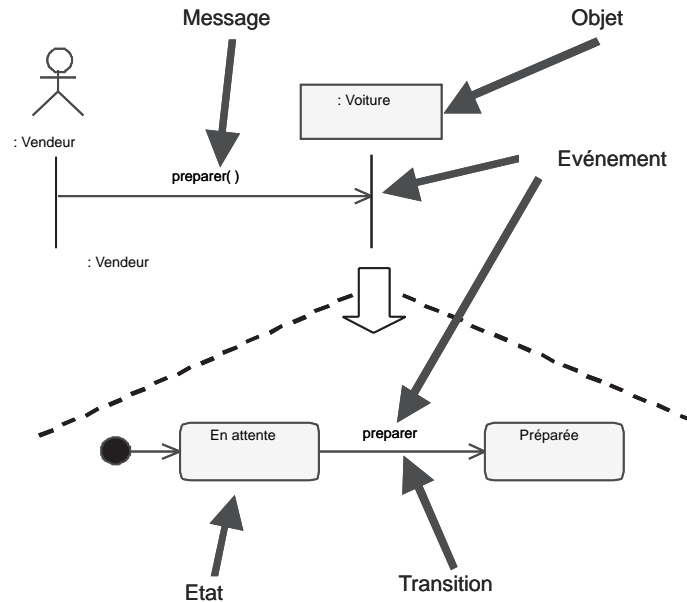 Message
Objet
: Voiture
: Vendeur
Evénement
preparer( )
: Vendeur
En attente
preparer
Préparée
Etat
Transition